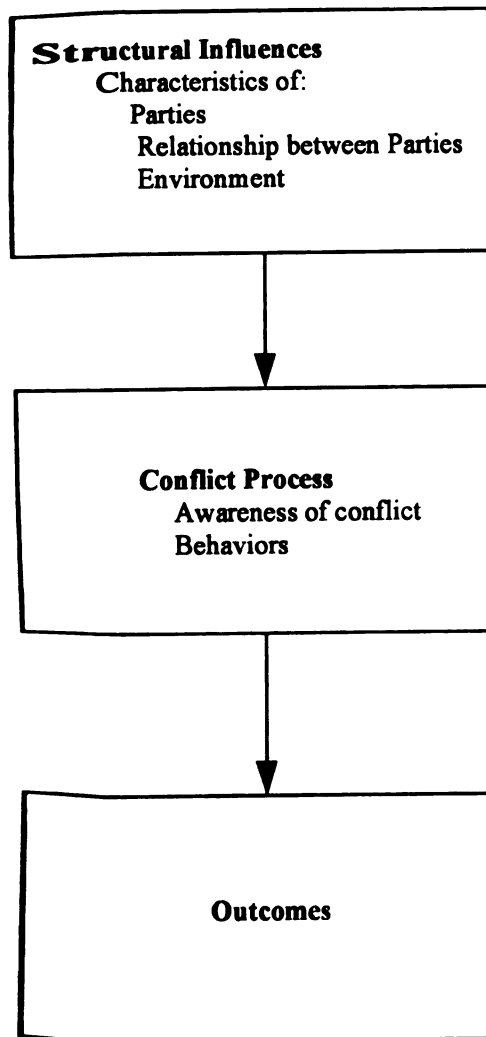 Structural Influences
Characteristics of:
Parties
Relationship between Parties
Environment
Conflict Process
Awareness of conflict
Behaviors
Outcomes